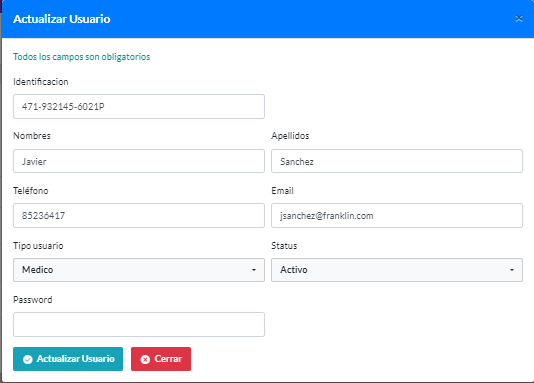 Actualizar Usuario
Todos los campos son obligatorios
Identificacion
471-932145-6021P
Nombres Apellidos
Javier Sanchez
Teléfono Email
85236417 jsanchez@franklin.com
Tipo usuario Status
Medico Activo
Password
Actualizar Usuario Cerrar